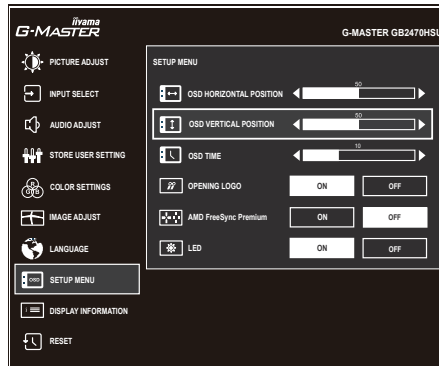 iiyama
G-MASTER
G-MASTER GB2470HSU
PICTURE ADJUST
INPUT SELECT
AUDIO ADJUST
STORE USER SETTING
COLOR SETTINGS
IMAGE ADJUST
LANGUAGE
OSD SETUP MENU
DISPLAY INFORMATION
RESET
SETUP MENU
OSD HORIZONTAL POSITION 50
OSD VERTICAL POSITION 50
OSD TIME 10
OPENING LOGO ON OFF
AMD FreeSync Premium ON OFF
LED ON OFF